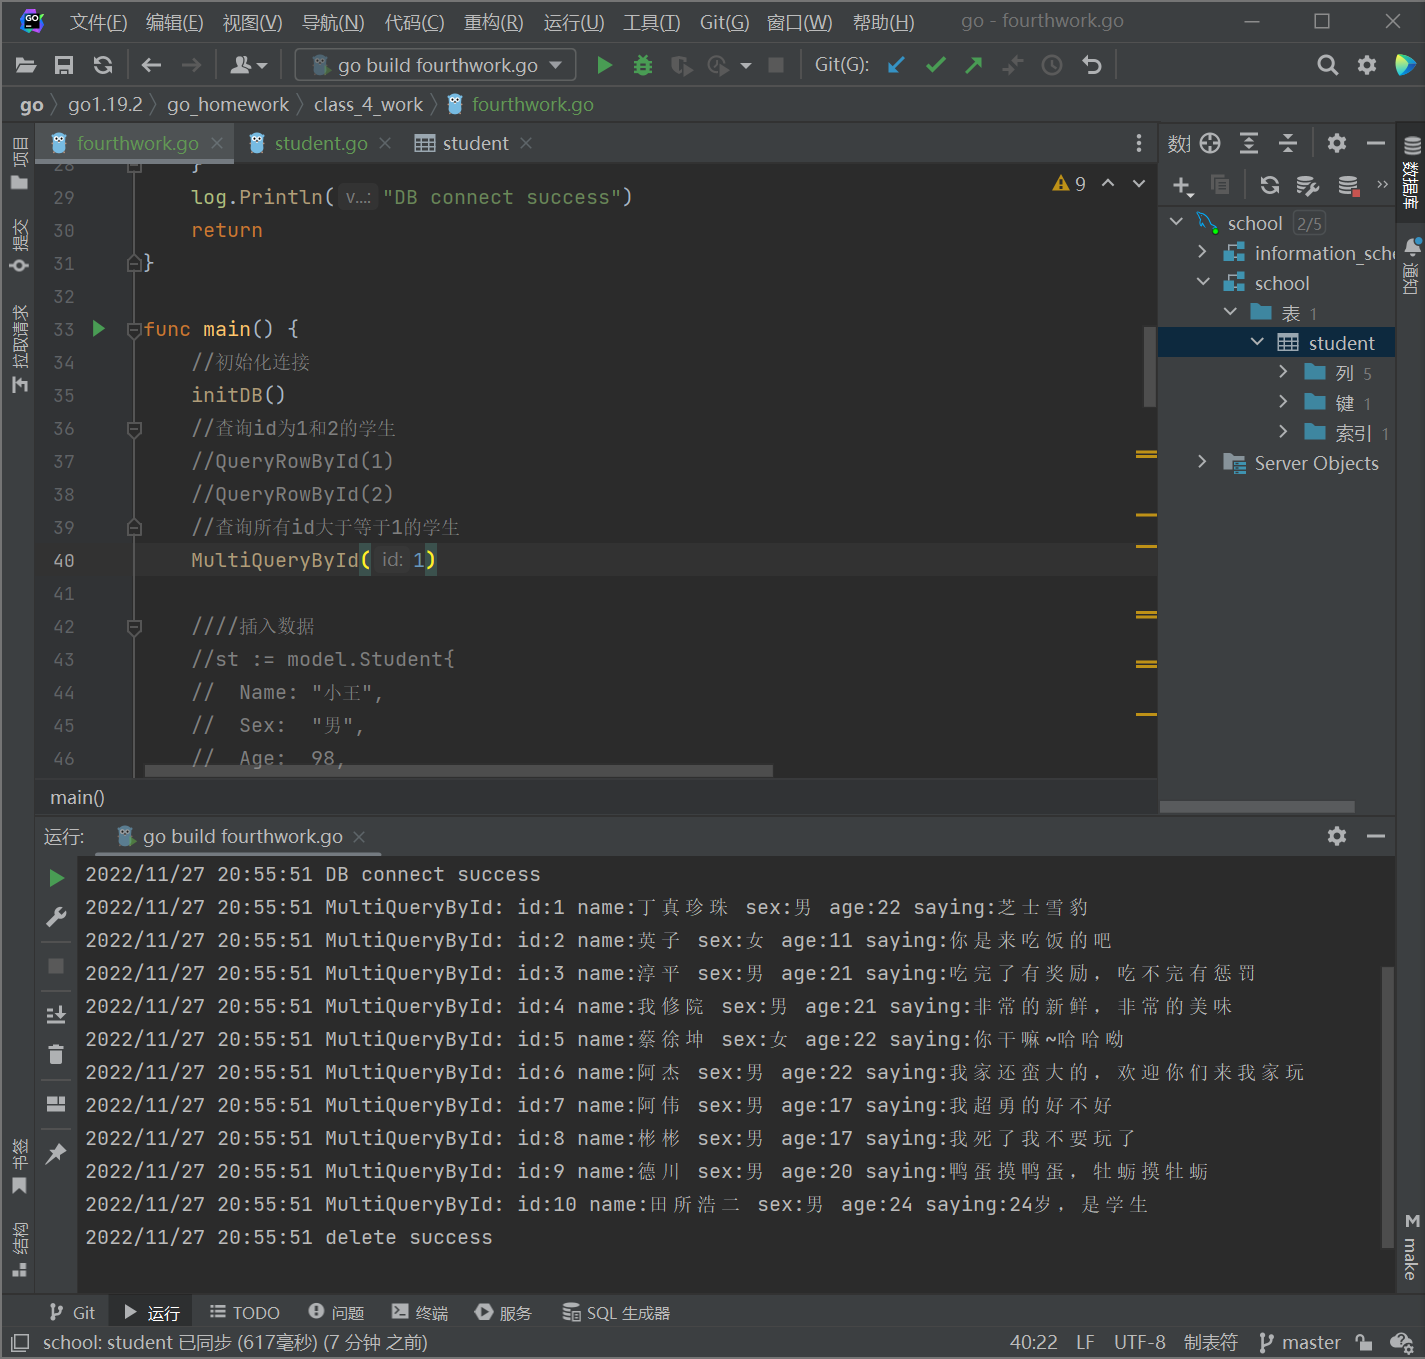 文件(F) 编辑(E) 视图(V) 导航(N) 代码(C) 重构(R) 运行(U) 工具(T) Git(G) 窗口(W) 帮助(H) go - fourthwork.go
go build fourthwork.go Git(G):
go go1.19.2 go_homework class_4_work fourthwork.go
项目
提交
拉取请求
书签
结构
fourthwork.go student.go student
28 }
29 log.Println( v...: "DB connect success")
30 return
31 }
32
33 func main() {
34 //初始化连接
35 initDB()
36 //查询id为1和2的学生
37 //QueryRowById(1)
38 //QueryRowById(2)
39 //查询所有id大于等于1的学生
40 MultiQueryById( id: 1)
41
42 ////插入数据
43 //st := model.Student{
44 //  Name: "小王",
45 //  Sex:  "男",
46 //  Age:  98,
9
main()
数据
school 2/5
information_sche
school
表 1
student
列 5
键 1
索引 1
Server Objects
数据库
通知
make
运行: go build fourthwork.go
2022/11/27 20:55:51 DB connect success
2022/11/27 20:55:51 MultiQueryById: id:1 name:丁真珍珠 sex:男 age:22 saying:芝士雪豹
2022/11/27 20:55:51 MultiQueryById: id:2 name:英子 sex:女 age:11 saying:你是来吃饭的吧
2022/11/27 20:55:51 MultiQueryById: id:3 name:淳平 sex:男 age:21 saying:吃完了有奖励，吃不完有惩罚
2022/11/27 20:55:51 MultiQueryById: id:4 name:我修院 sex:男 age:21 saying:非常的新鲜，非常的美味
2022/11/27 20:55:51 MultiQueryById: id:5 name:蔡徐坤 sex:女 age:22 saying:你干嘛~哈哈呦
2022/11/27 20:55:51 MultiQueryById: id:6 name:阿杰 sex:男 age:22 saying:我家还蛮大的，欢迎你们来我家玩
2022/11/27 20:55:51 MultiQueryById: id:7 name:阿伟 sex:男 age:17 saying:我超勇的好不好
2022/11/27 20:55:51 MultiQueryById: id:8 name:彬彬 sex:男 age:17 saying:我死了我不要玩了
2022/11/27 20:55:51 MultiQueryById: id:9 name:德川 sex:男 age:20 saying:鸭蛋摸鸭蛋，牡蛎摸牡蛎
2022/11/27 20:55:51 MultiQueryById: id:10 name:田所浩二 sex:男 age:24 saying:24岁，是学生
2022/11/27 20:55:51 delete success
Git 运行 TODO 问题 终端 服务 SQL 生成器
school: student 已同步 (617毫秒) (7 分钟 之前) 40:22 LF UTF-8 制表符 master